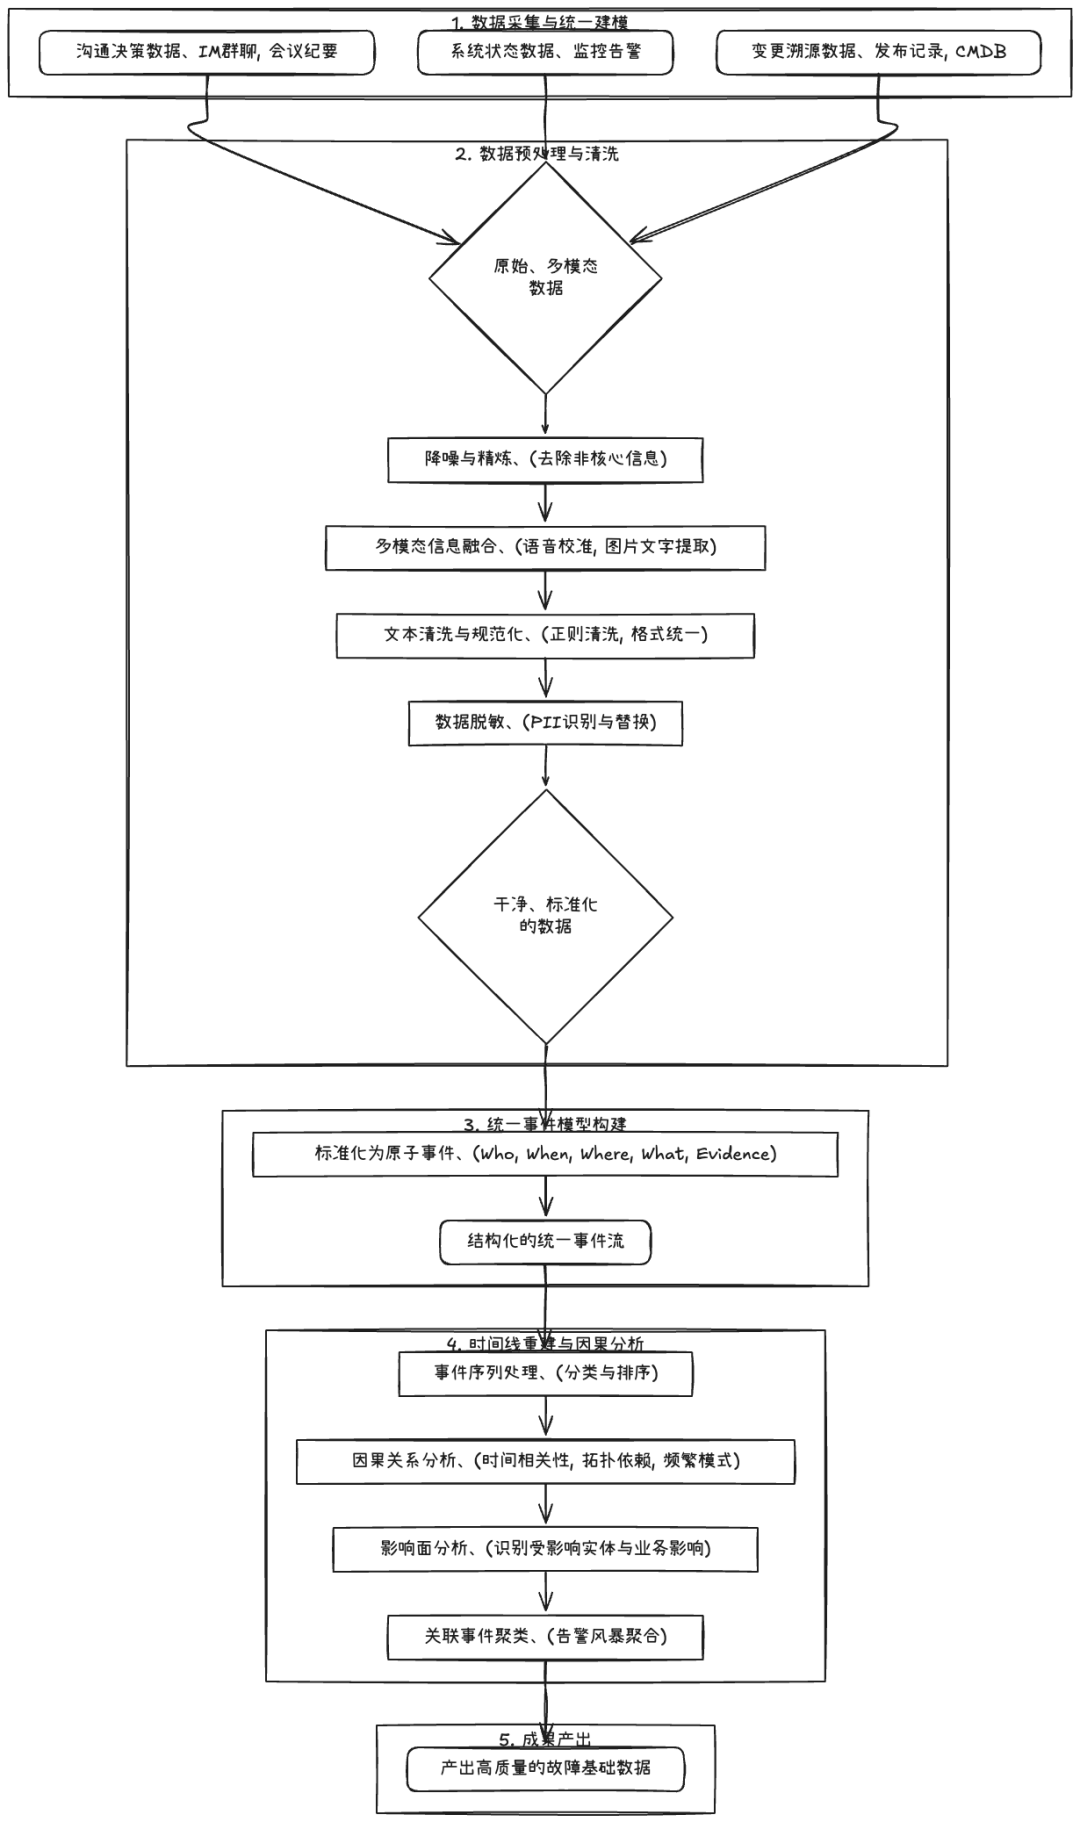 1. 数据采集与统一建模
沟通决策数据、IM群聊, 会议纪要
系统状态数据、监控告警
变更溯源数据、发布记录, CMDB
2. 数据预处理与清洗
原始、多模态
数据
降噪与精炼、(去除非核心信息)
多模态信息融合、(语音校准, 图片文字提取)
文本清洗与规范化、(正则清洗, 格式统一)
数据脱敏、(PII识别与替换)
干净、标准化
的数据
3. 统一事件模型构建
标准化为原子事件、(Who, When, Where, What, Evidence)
结构化的统一事件流
4. 时间线重建与因果分析
事件序列处理、(分类与排序)
因果关系分析、(时间相关性, 拓扑依赖, 频繁模式)
影响面分析、(识别受影响实体与业务影响)
关联事件聚类、(告警风暴聚合)
5. 成果产出
产出高质量的故障基础数据